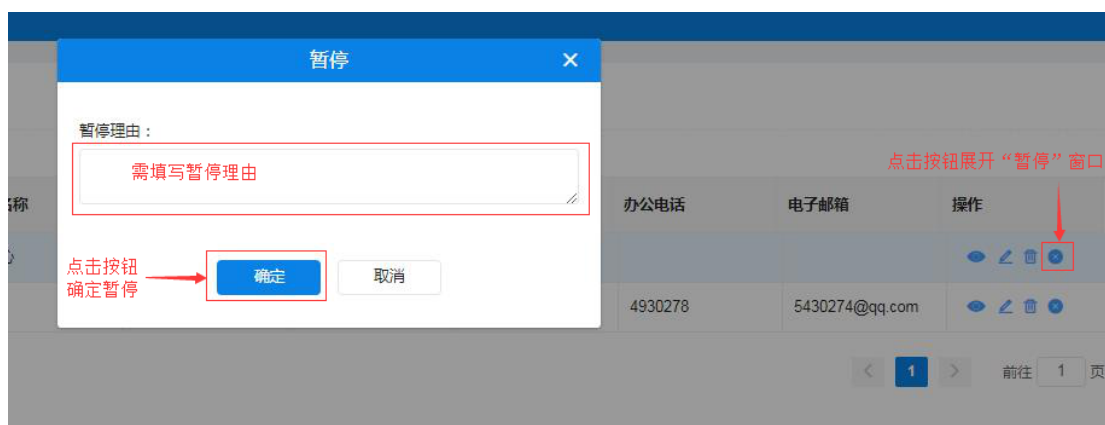 暂停
暂停理由：
需填写暂停理由
点击按钮展开“暂停”窗口
办公电话
电子邮箱
操作
点击按钮
确定暂停
确定
取消
4930278
5430274@qq.com
1
前往
1
页